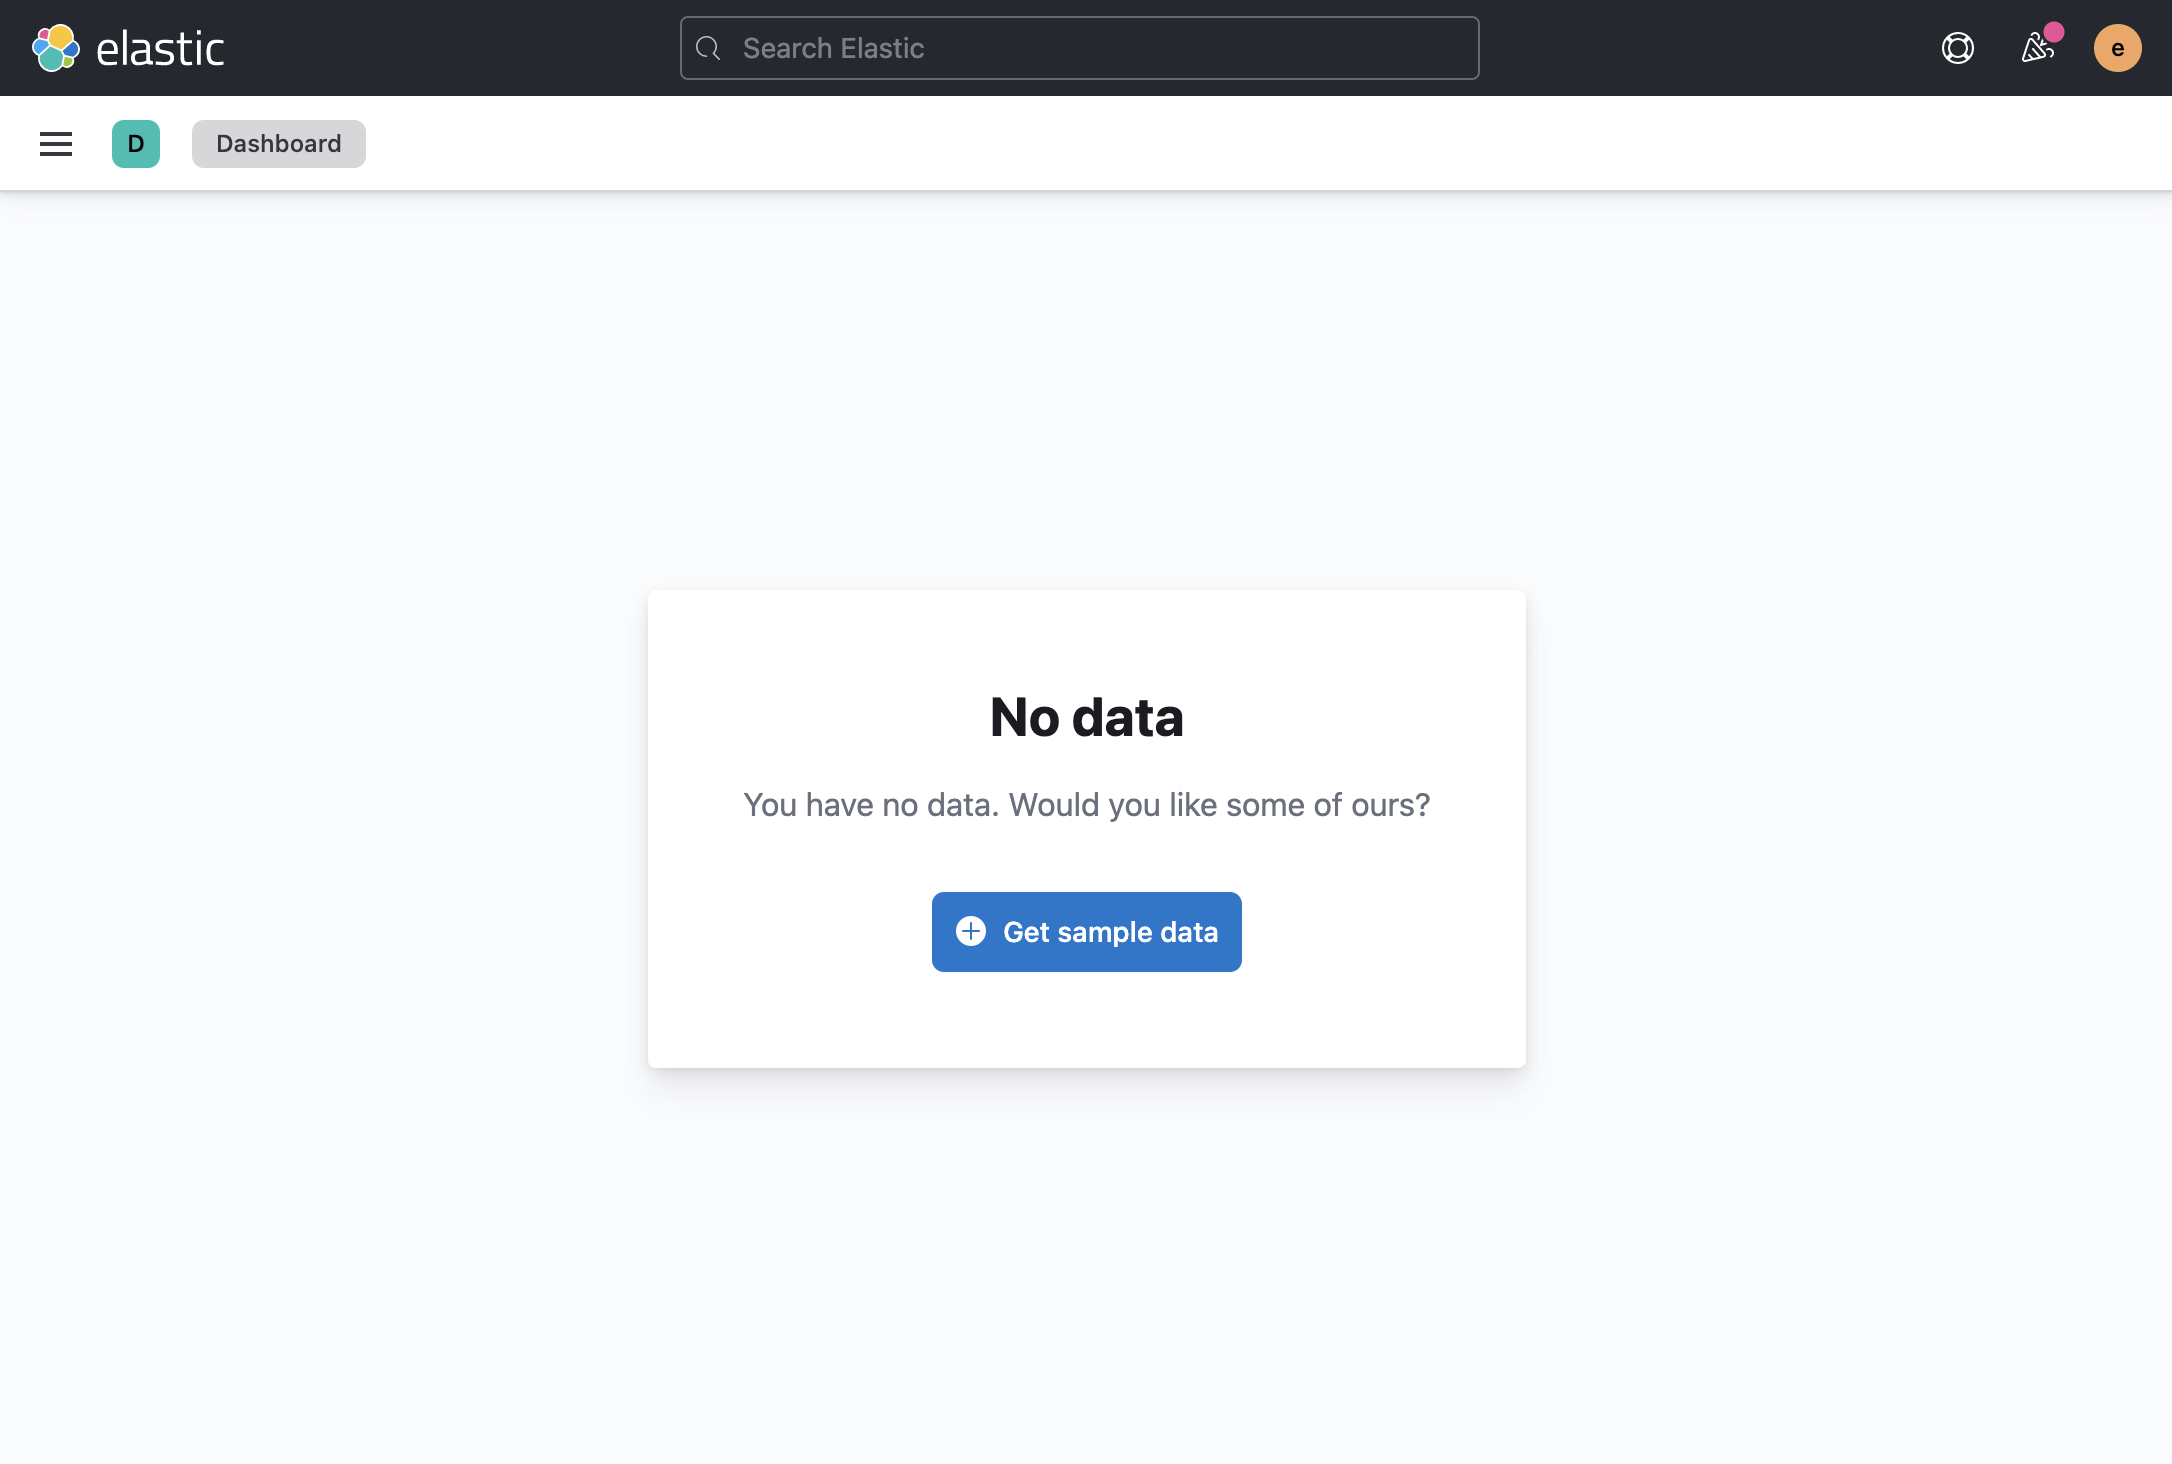 elastic
Search Elastic
e
D
Dashboard
No data
You have no data. Would you like some of ours?
Get sample data